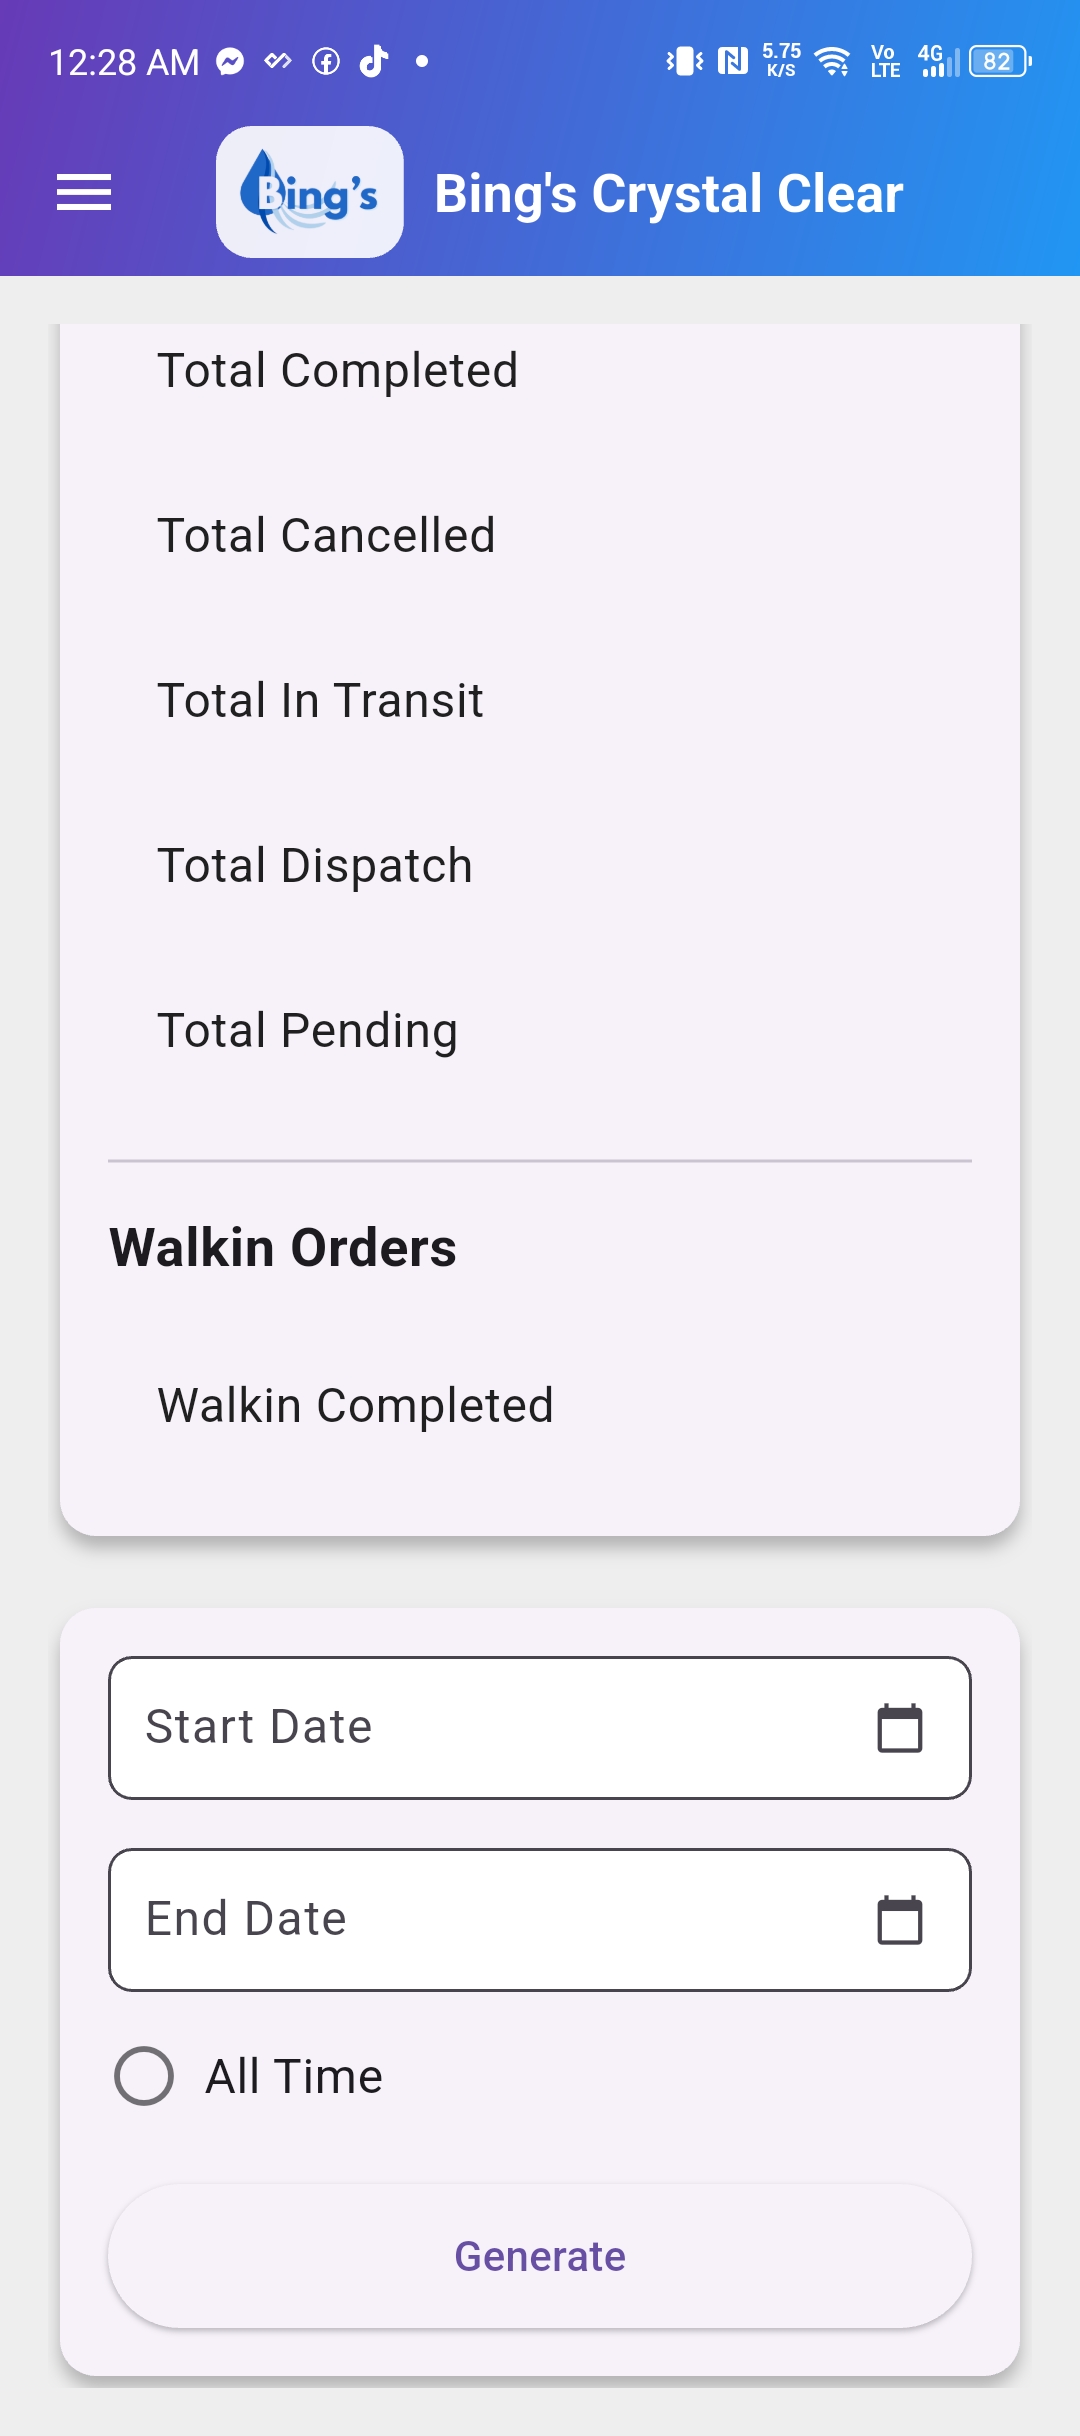 12:28 AM 5.75 K/S Vo LTE 4G 82
Bing's Bing's Crystal Clear
Total Completed
Total Cancelled
Total In Transit
Total Dispatch
Total Pending
Walkin Orders
Walkin Completed
Start Date
End Date
All Time
Generate